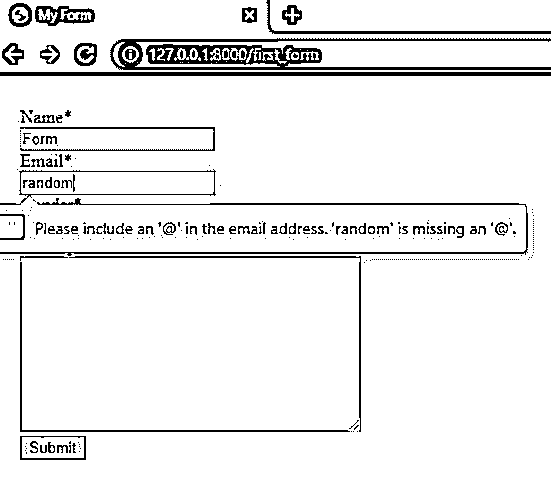 My Form
127.0.0.1:8000/first_form
Name*
Form
Email*
random
Please include an '@' in the email address. 'random' is missing an '@'.
Submit